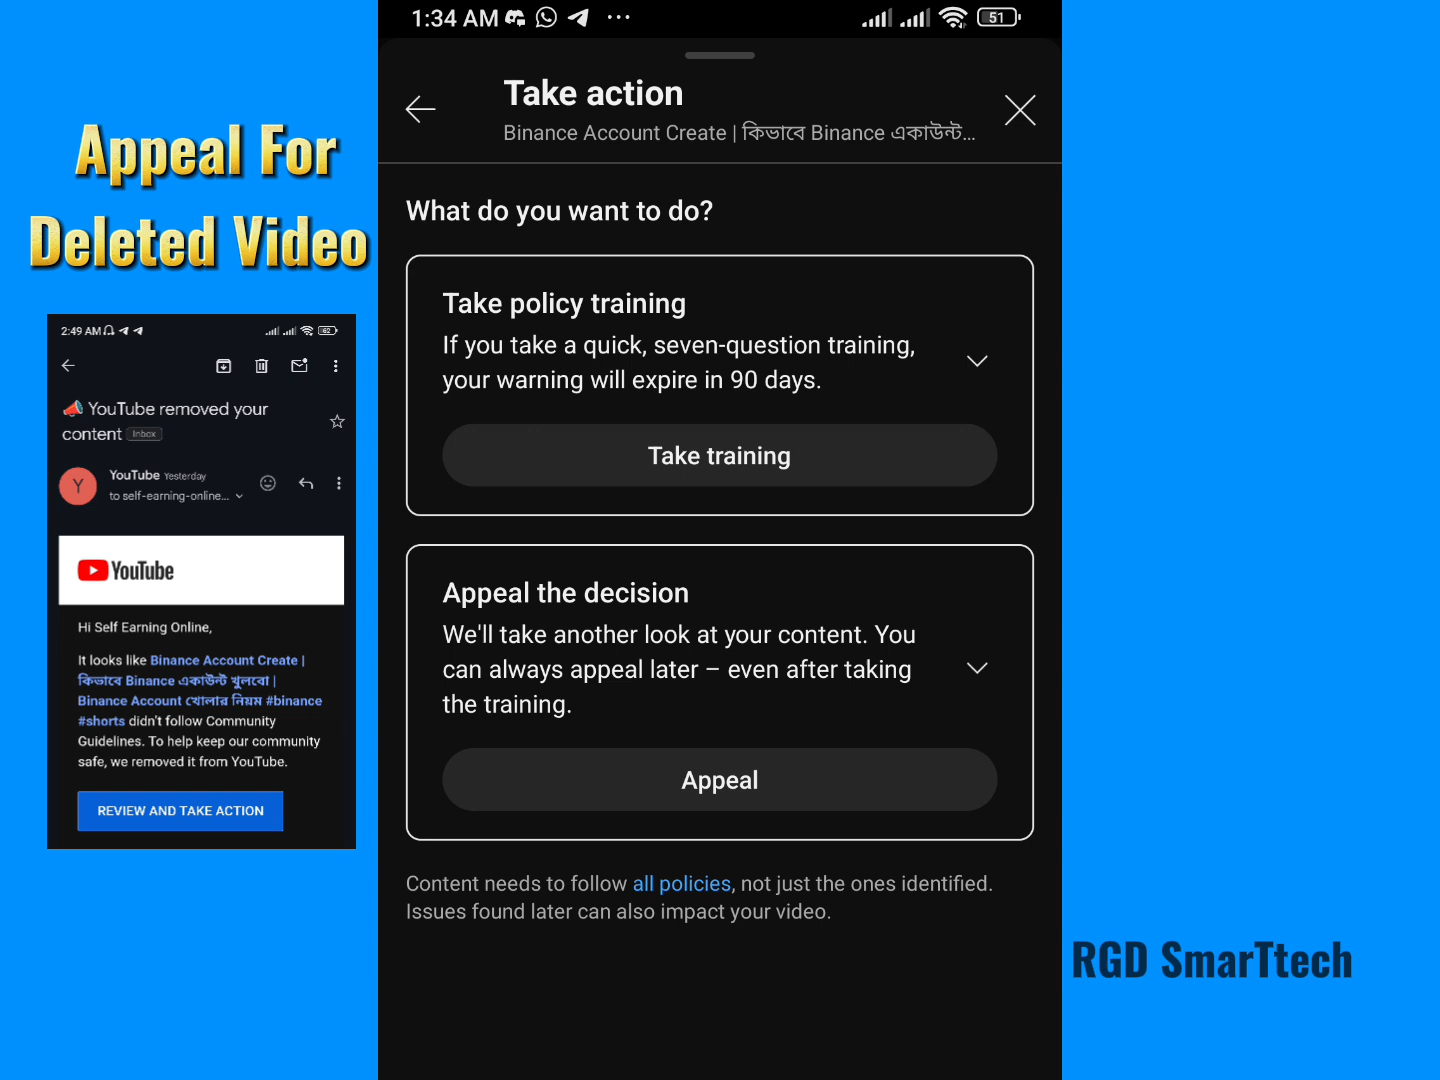 Appeal For
Deleted Video
2:49 AM
62
YouTube removed your
content Inbox
Y
YouTube Yesterday
to self-earning-online...
YouTube
Hi Self Earning Online,
It looks like Binance Account Create |
কিভাবে Binance একাউন্ট খুলবো |
Binance Account খোলার নিয়ম #binance
#shorts didn't follow Community
Guidelines. To help keep our community
safe, we removed it from YouTube.
REVIEW AND TAKE ACTION
1:34 AM
51
Take action
Binance Account Create | কিভাবে Binance একাউন্ট...
What do you want to do?
Take policy training
If you take a quick, seven-question training,
your warning will expire in 90 days.
Take training
Appeal the decision
We'll take another look at your content. You
can always appeal later – even after taking
the training.
Appeal
Content needs to follow all policies, not just the ones identified.
Issues found later can also impact your video.
RGD SmarTtech